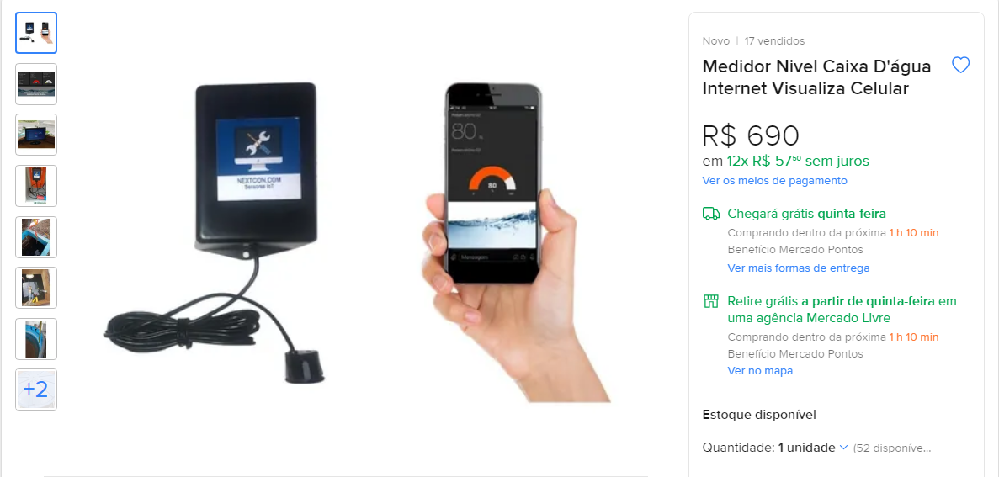 Novo | 17 vendidos
Medidor Nivel Caixa D'água
Internet Visualiza Celular
R$ 690
em 12x R$ 57⁵⁰ sem juros
Ver os meios de pagamento
Chegará grátis quinta-feira
Comprando dentro da próxima 1 h 10 min
Benefício Mercado Pontos
Ver mais formas de entrega
Retire grátis a partir de quinta-feira em
uma agência Mercado Livre
Comprando dentro da próxima 1 h 10 min
Benefício Mercado Pontos
Ver no mapa
Estoque disponível
Quantidade: 1 unidade (52 disponíve...
NEXTCON.COM
Sensores IoT
80
80
Mensagem
+2